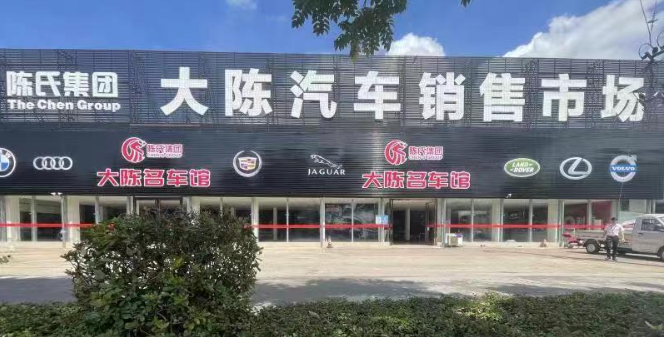 陈氏集团
The Chen Group
大陈汽车销售市场
陈氏集团
大陈名车馆
JAGUAR
陈氏集团
大陈名车馆
LAND ROVER
VOLVO